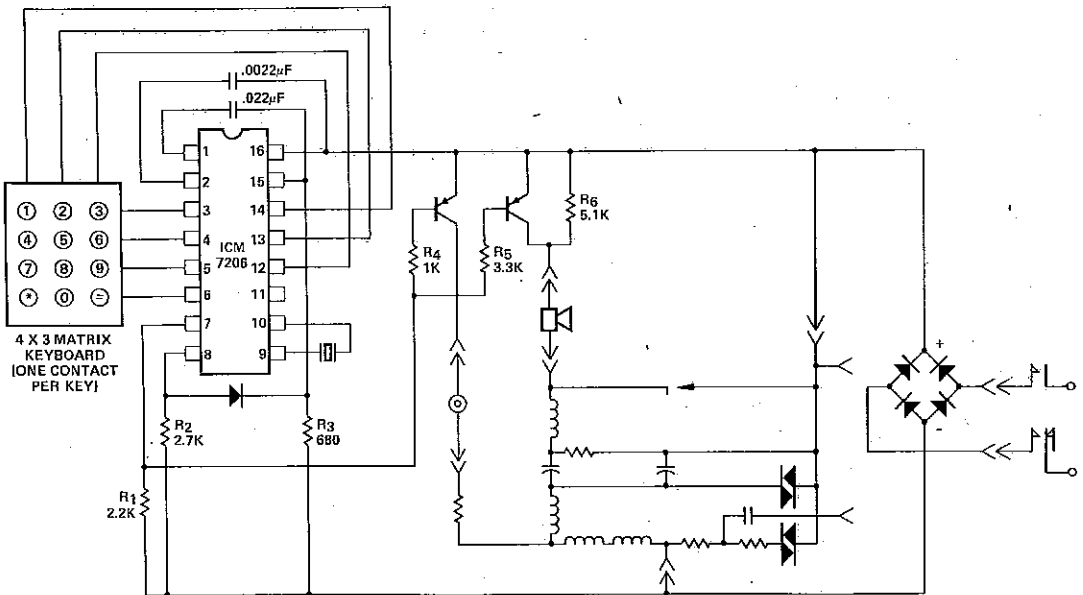 .0022µF
.022µF
1 16
2 15
3 14
4 13
5 12
6 11
7 10
8 9
ICM
7206
1 2 3
4 5 6
7 8 9
* 0 =
4 X 3 MATRIX
KEYBOARD
(ONE CONTACT
PER KEY)
R4
1K
R5
3.3K
R6
5.1K
R2
2.7K
R3
680
R1
2.2K
+
-